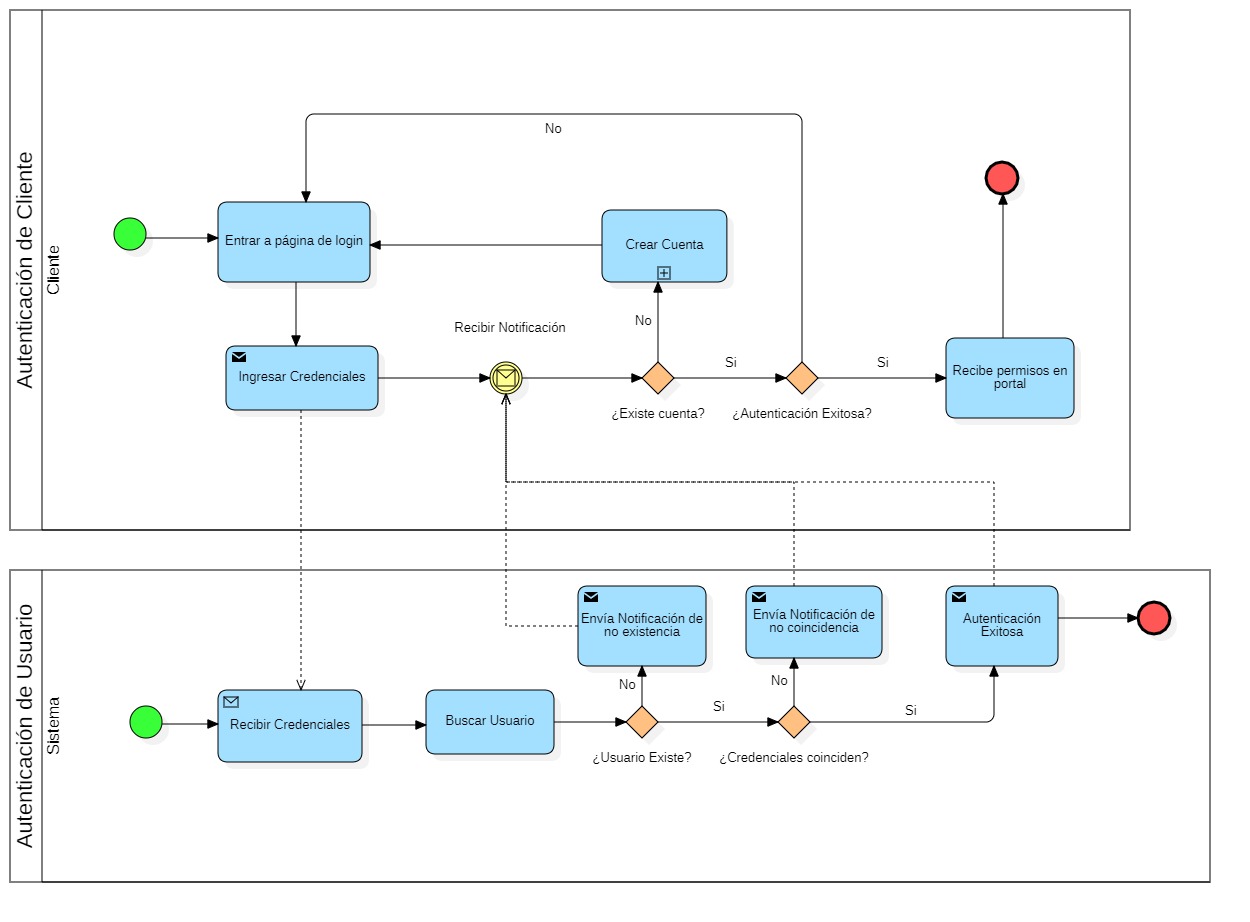 Autenticación de Cliente
Cliente
No
Entrar a página de login
Crear Cuenta
No
Recibir Notificación
Ingresar Credenciales
Si
Si
¿Existe cuenta?
¿Autenticación Exitosa?
Recibe permisos en
portal
Autenticación de Usuario
Sistema
Envía Notificación de
no existencia
Envía Notificación de
no coincidencia
Autenticación
Exitosa
No
No
Recibir Credenciales
Buscar Usuario
Si
Si
¿Usuario Existe?
¿Credenciales coinciden?